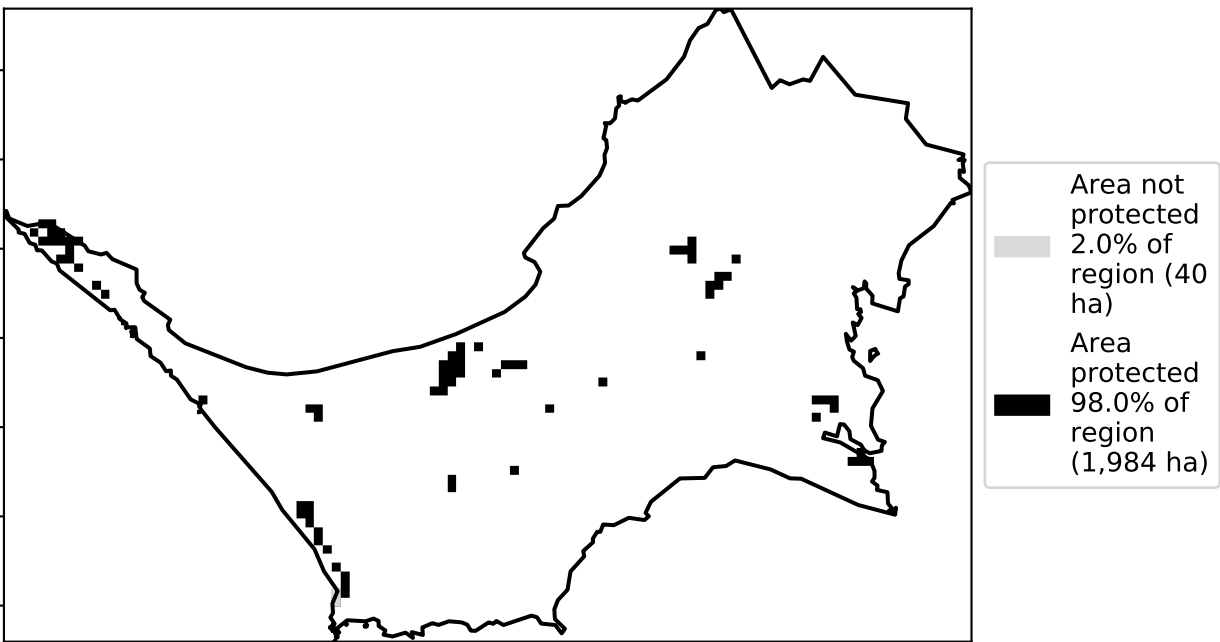 Area not
protected
2.0% of
region (40
ha)
Area
protected
98.0% of
region
(1,984 ha)